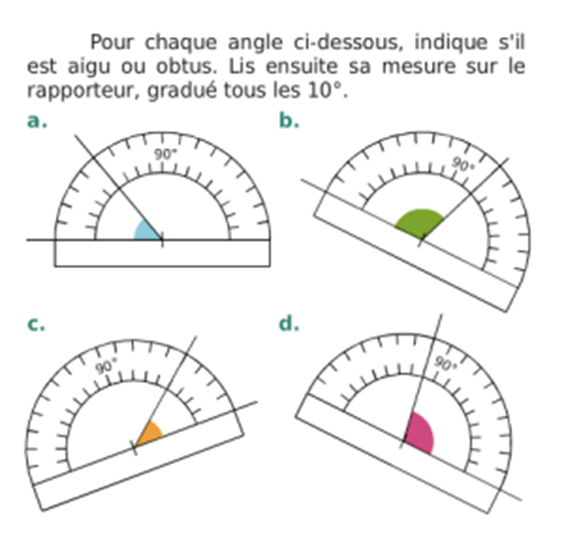 Pour chaque angle ci-dessous, indique s'il
est aigu ou obtus. Lis ensuite sa mesure sur le
rapporteur, gradué tous les 10°.
a.
90°
b.
90°
c.
90°
d.
90°